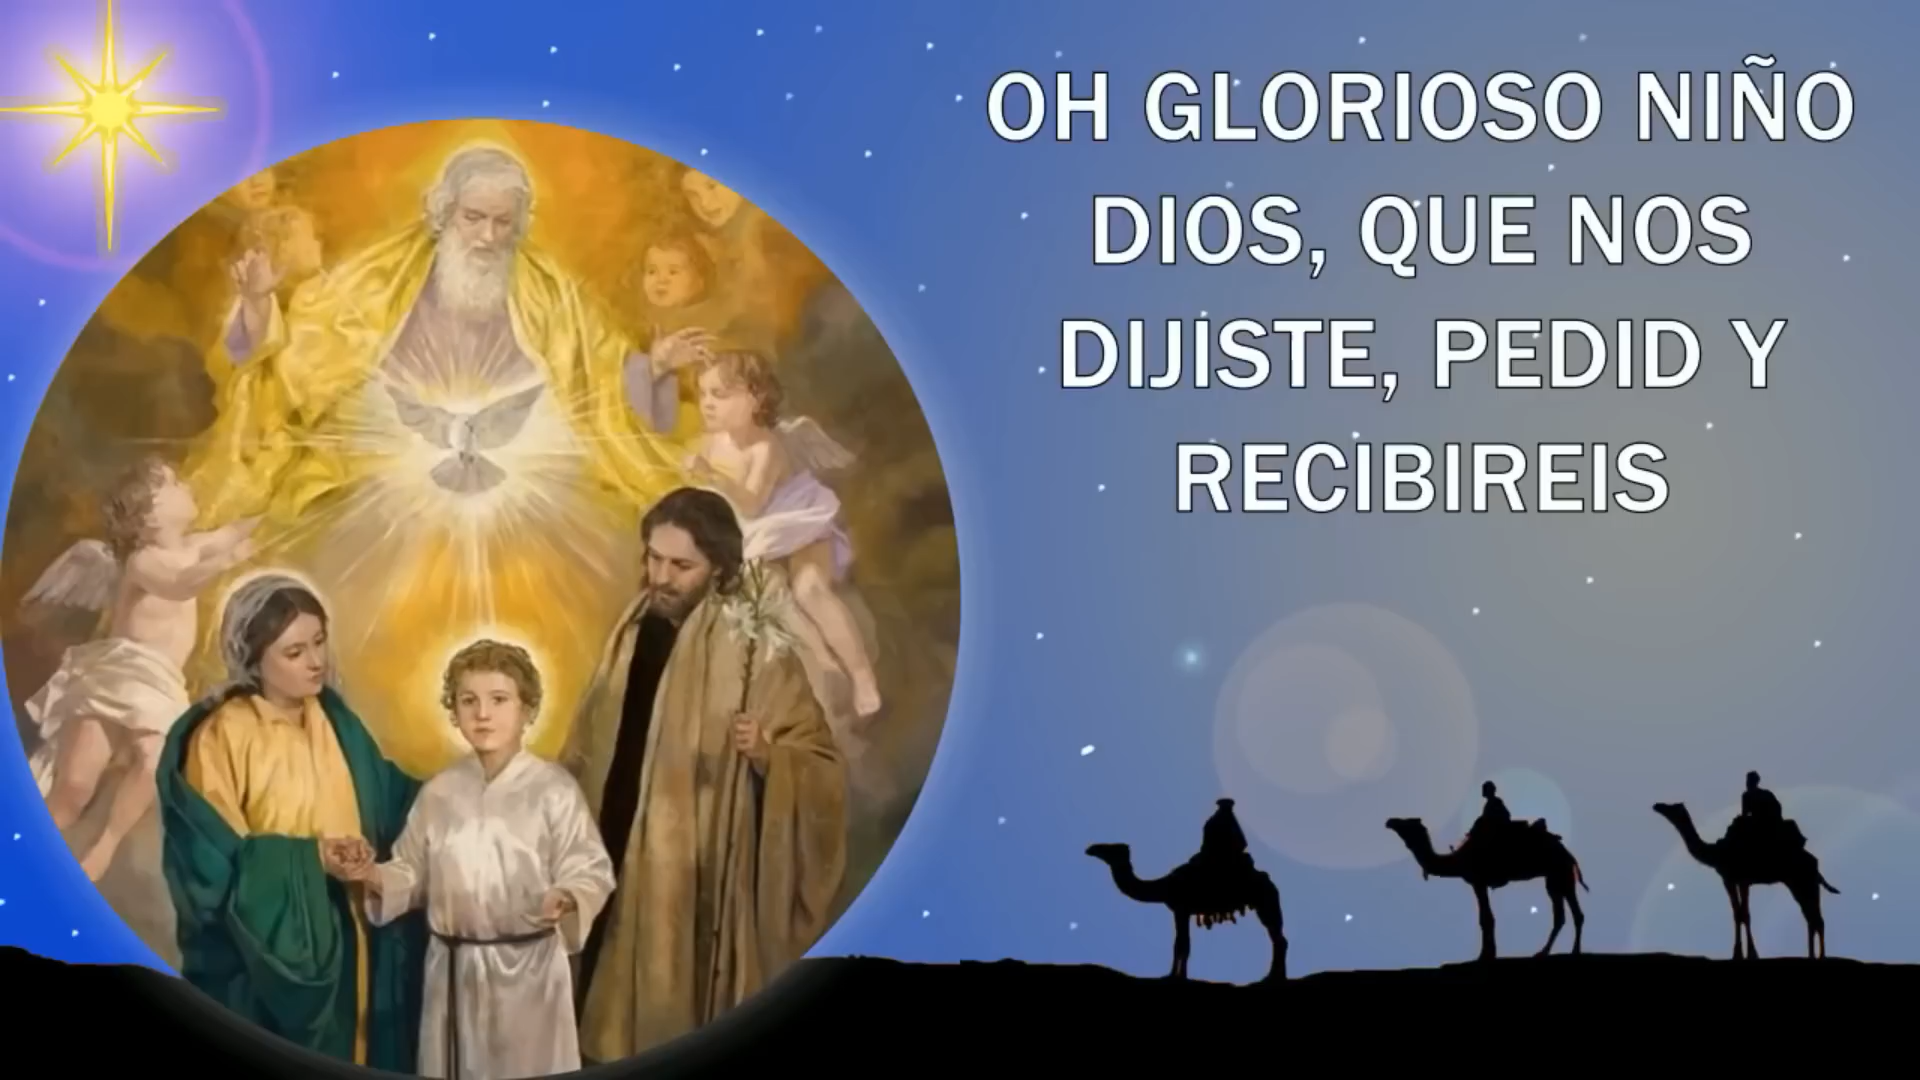 OH GLORIOSO NIÑO
DIOS, QUE NOS
DIJISTE, PEDID Y
RECIBIREIS